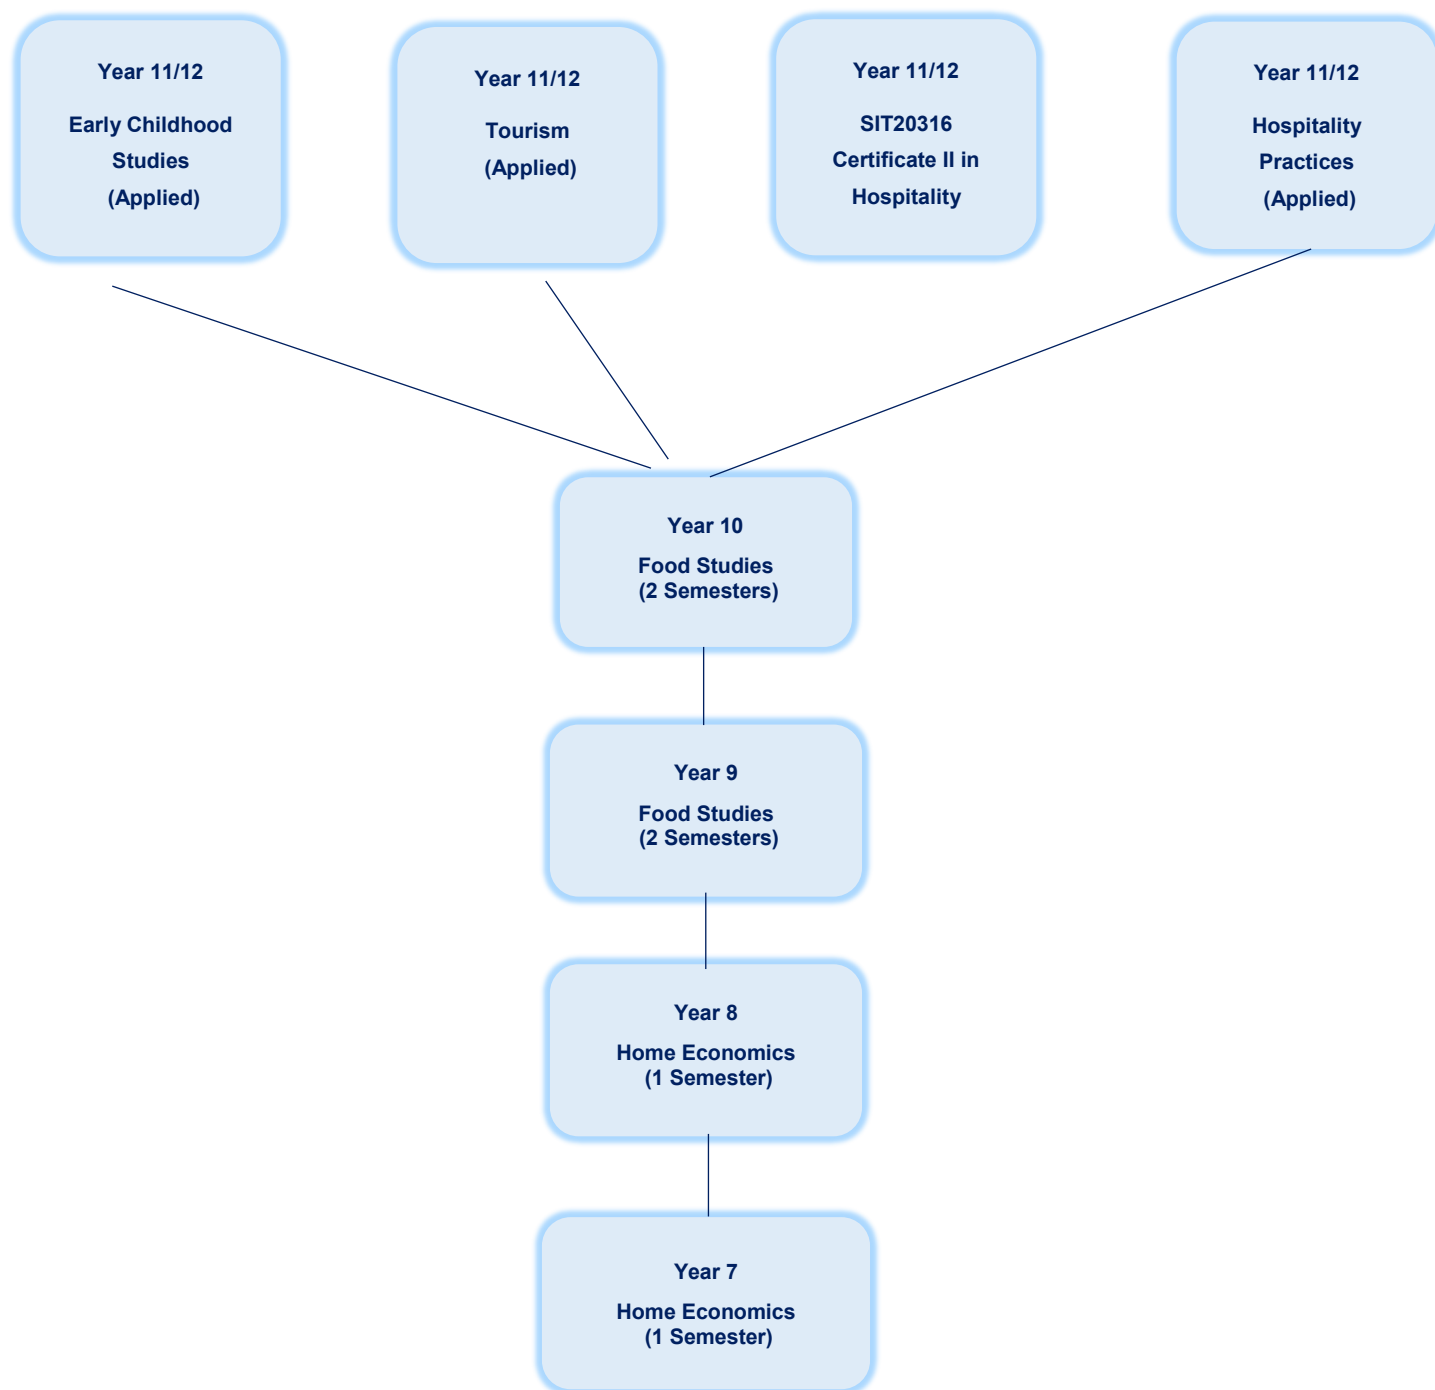 Year 11/12
Early Childhood
Studies
(Applied)
Year 11/12
Tourism
(Applied)
Year 11/12
SIT20316
Certificate II in
Hospitality
Year 11/12
Hospitality
Practices
(Applied)
Year 10
Food Studies
(2 Semesters)
Year 9
Food Studies
(2 Semesters)
Year 8
Home Economics
(1 Semester)
Year 7
Home Economics
(1 Semester)